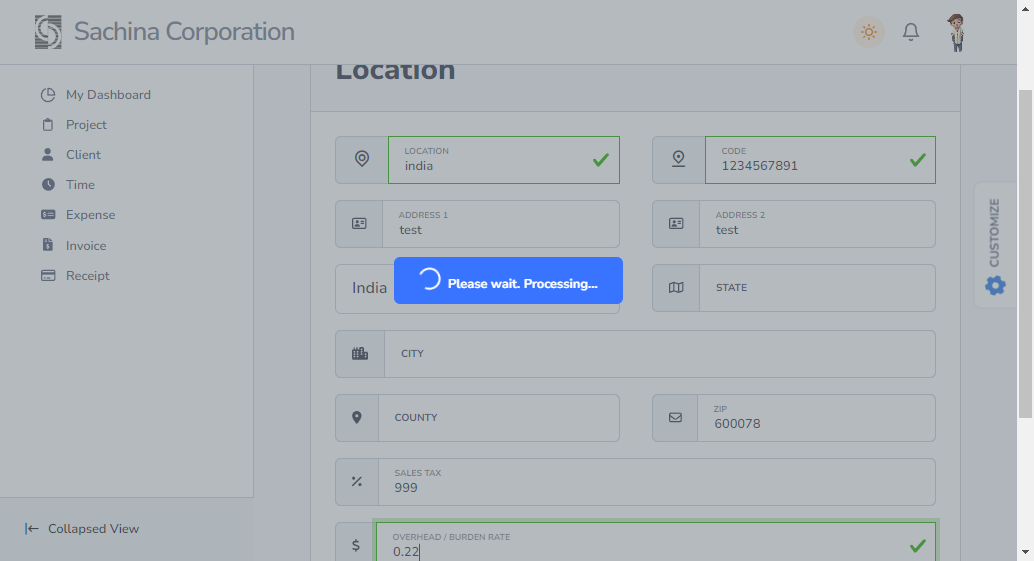 Sachina Corporation
Location
My Dashboard
Project
Client
Time
Expense
Invoice
Receipt
Collapsed View
LOCATION
india
CODE
1234567891
ADDRESS 1
test
ADDRESS 2
test
India
Please wait. Processing...
STATE
CITY
COUNTY
ZIP
600078
SALES TAX
999
OVERHEAD / BURDEN RATE
0.22
CUSTOMIZE